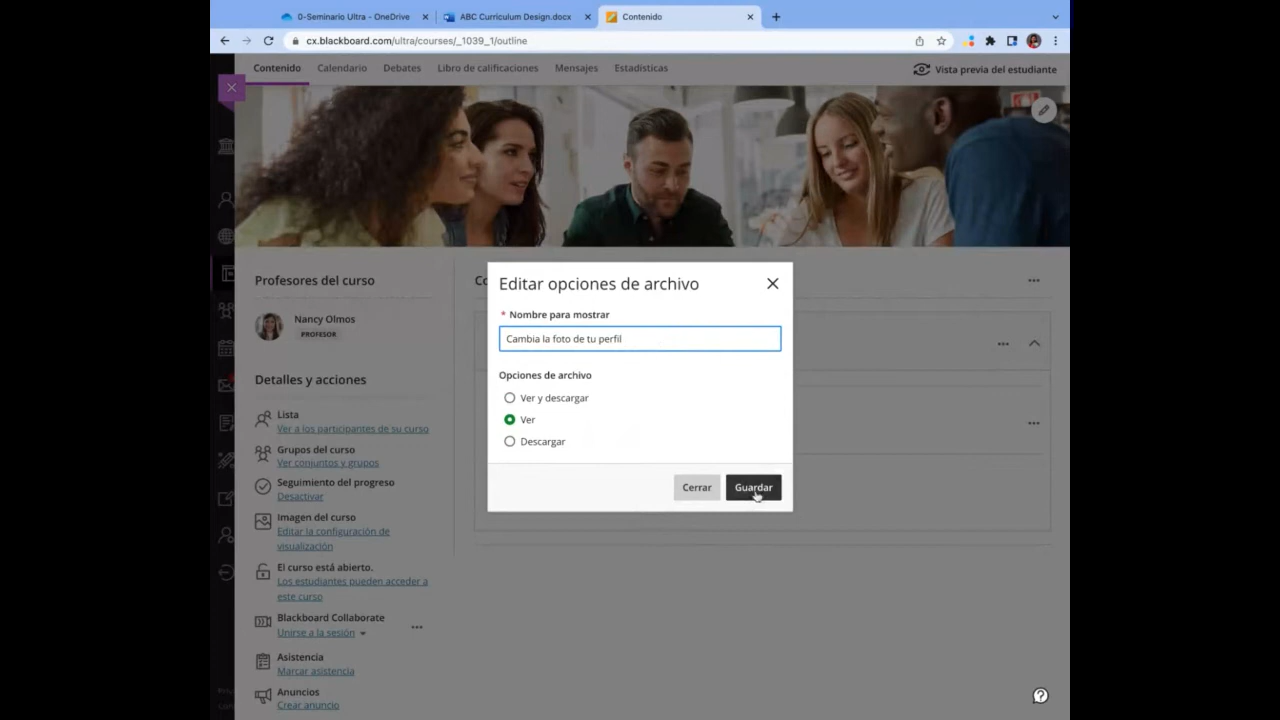 0-Seminario Ultra - OneDrive
ABC Curriculum Design.docx
Contenido
cx.blackboard.com/ultra/courses/_1039_1/outline
Contenido
Calendario
Debates
Libro de calificaciones
Mensajes
Estadísticas
Vista previa del estudiante
Profesores del curso
Nancy Olmos
PROFESOR
Detalles y acciones
Lista
Ver a los participantes de su curso
Grupos del curso
Ver conjuntos y grupos
Seguimiento del progreso
Desactivar
Imagen del curso
Editar la configuración de
visualización
El curso está abierto.
Los estudiantes pueden acceder a
este curso
Blackboard Collaborate
Unirse a la sesión
Asistencia
Marcar asistencia
Anuncios
Crear anuncio
Editar opciones de archivo
* Nombre para mostrar
Cambia la foto de tu perfil
Opciones de archivo
Ver y descargar
Ver
Descargar
Cerrar
Guardar